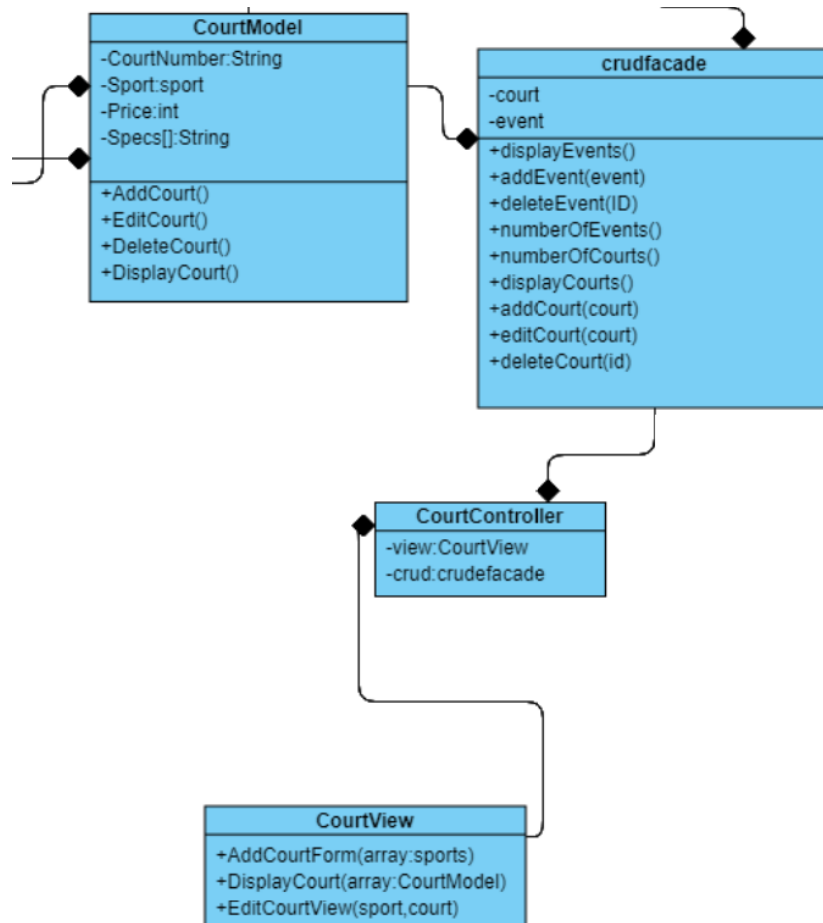 CourtModel
-CourtNumber:String
-Sport:sport
-Price:int
-Specs[]:String
+AddCourt()
+EditCourt()
+DeleteCourt()
+DisplayCourt()
crudfacade
-court
-event
+displayEvents()
+addEvent(event)
+deleteEvent(ID)
+numberOfEvents()
+numberOfCourts()
+displayCourts()
+addCourt(court)
+editCourt(court)
+deleteCourt(id)
CourtController
-view:CourtView
-crud:crudefacade
CourtView
+AddCourtForm(array:sports)
+DisplayCourt(array:CourtModel)
+EditCourtView(sport,court)